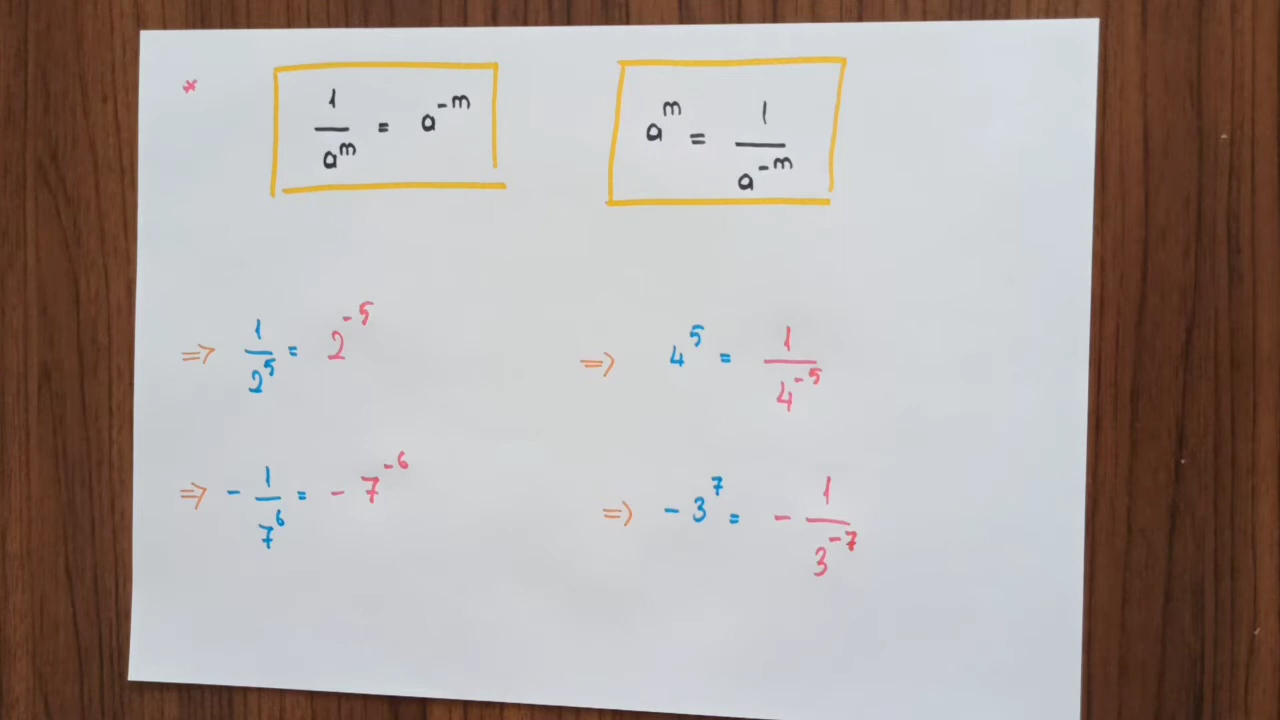 *
1/a^m = a^-m
a^m = 1/a^-m
⇒ 1/2^5 = 2^-5
⇒ 4^5 = 1/4^-5
⇒ - 1/7^6 = - 7^-6
⇒ - 3^7 = - 1/3^-7